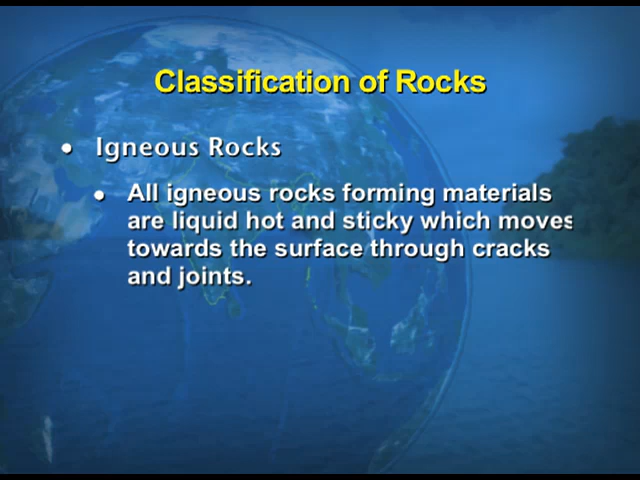 Classification of Rocks
• Igneous Rocks
• All igneous rocks forming materials
are liquid hot and sticky which moves
towards the surface through cracks
and joints.